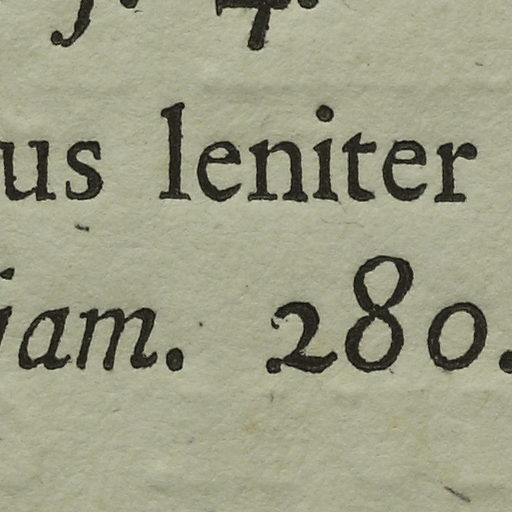 us leniter
jam. 280.